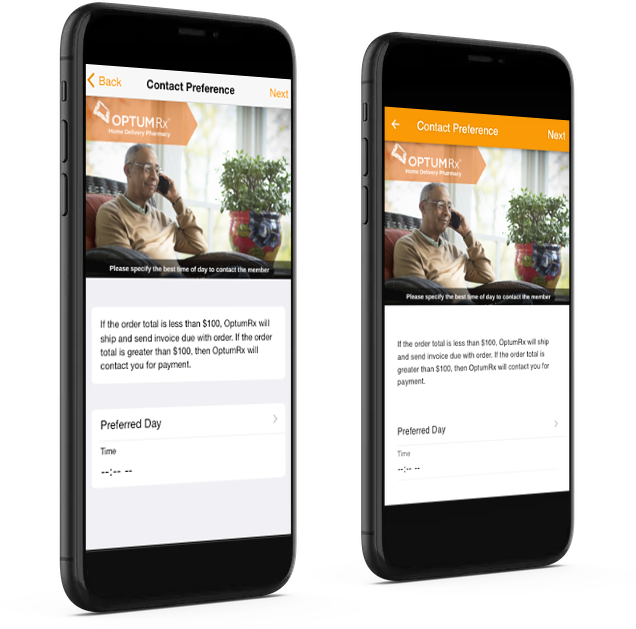 Back
Contact Preference
Next
OPTUMRx®
Home Delivery Pharmacy
Please specify the best time of day to contact the member
If the order total is less than $100, OptumRx will
ship and send invoice due with order. If the order
total is greater than $100, then OptumRx will
contact you for payment.
Preferred Day
Time
--:-- --
Contact Preference
Next
OPTUMRx®
Home Delivery Pharmacy
Please specify the best time of day to contact the member
If the order total is less than $100, OptumRx will ship
and send invoice due with order. If the order total is
greater than $100, then OptumRx will contact you for
payment.
Preferred Day
Time
--:-- --